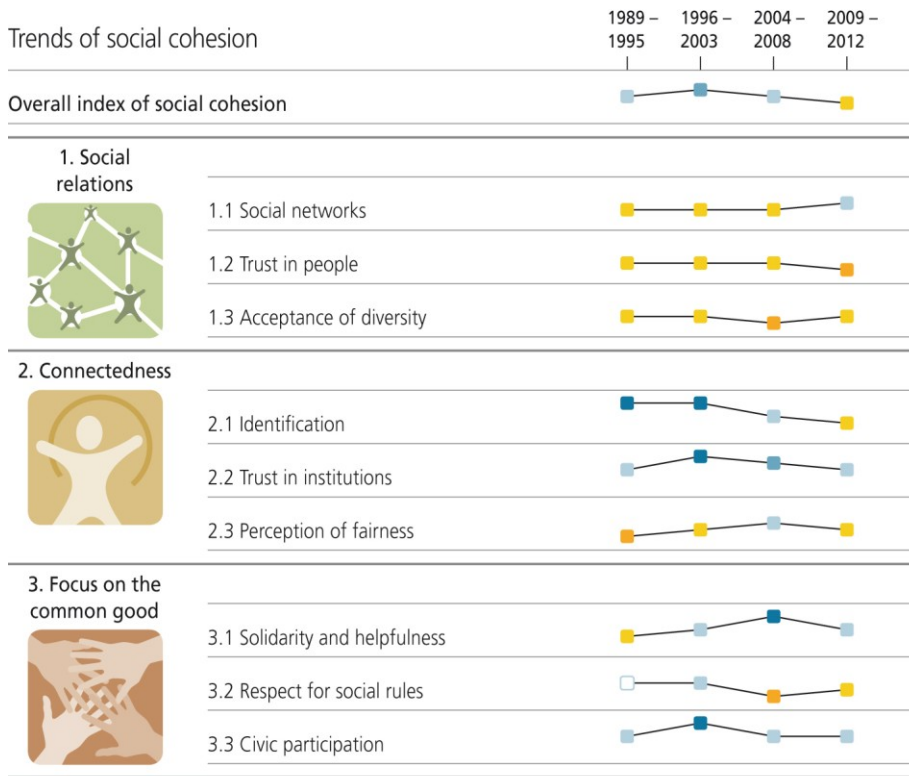 Trends of social cohesion
1989 – 1996 – 2004 – 2009 –
1995 2003 2008 2012
Overall index of social cohesion
1. Social
relations
1.1 Social networks
1.2 Trust in people
1.3 Acceptance of diversity
2. Connectedness
2.1 Identification
2.2 Trust in institutions
2.3 Perception of fairness
3. Focus on the
common good
3.1 Solidarity and helpfulness
3.2 Respect for social rules
3.3 Civic participation